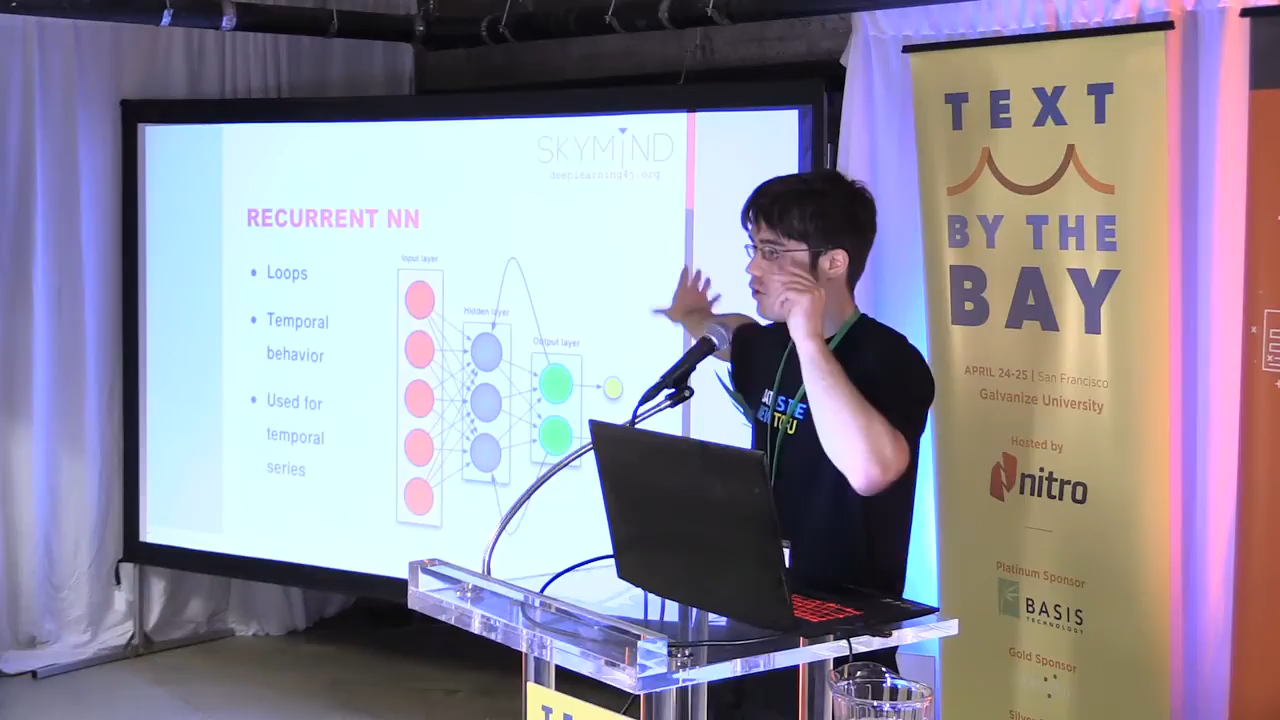 SKYMIND
deeplearning4j.org
RECURRENT NN
• Loops
• Temporal
behavior
• Used for
temporal
series
Input layer
Hidden layer
Output layer
TEXT
BY THE
BAY
APRIL 24-25 | San Francisco
Galvanize University
Hosted by
nitro
Platinum Sponsor
BASIS
TECHNOLOGY
Gold Sponsor